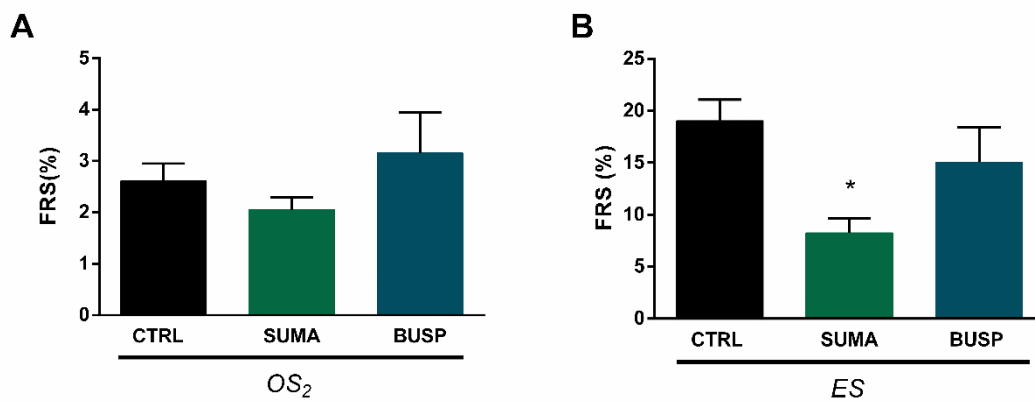 A
FRS(%)
5
4
3
2
1
0
CTRL SUMA BUSP
OS₂
B
FRS (%)
25
20
15
10
5
0
*
CTRL SUMA BUSP
ES